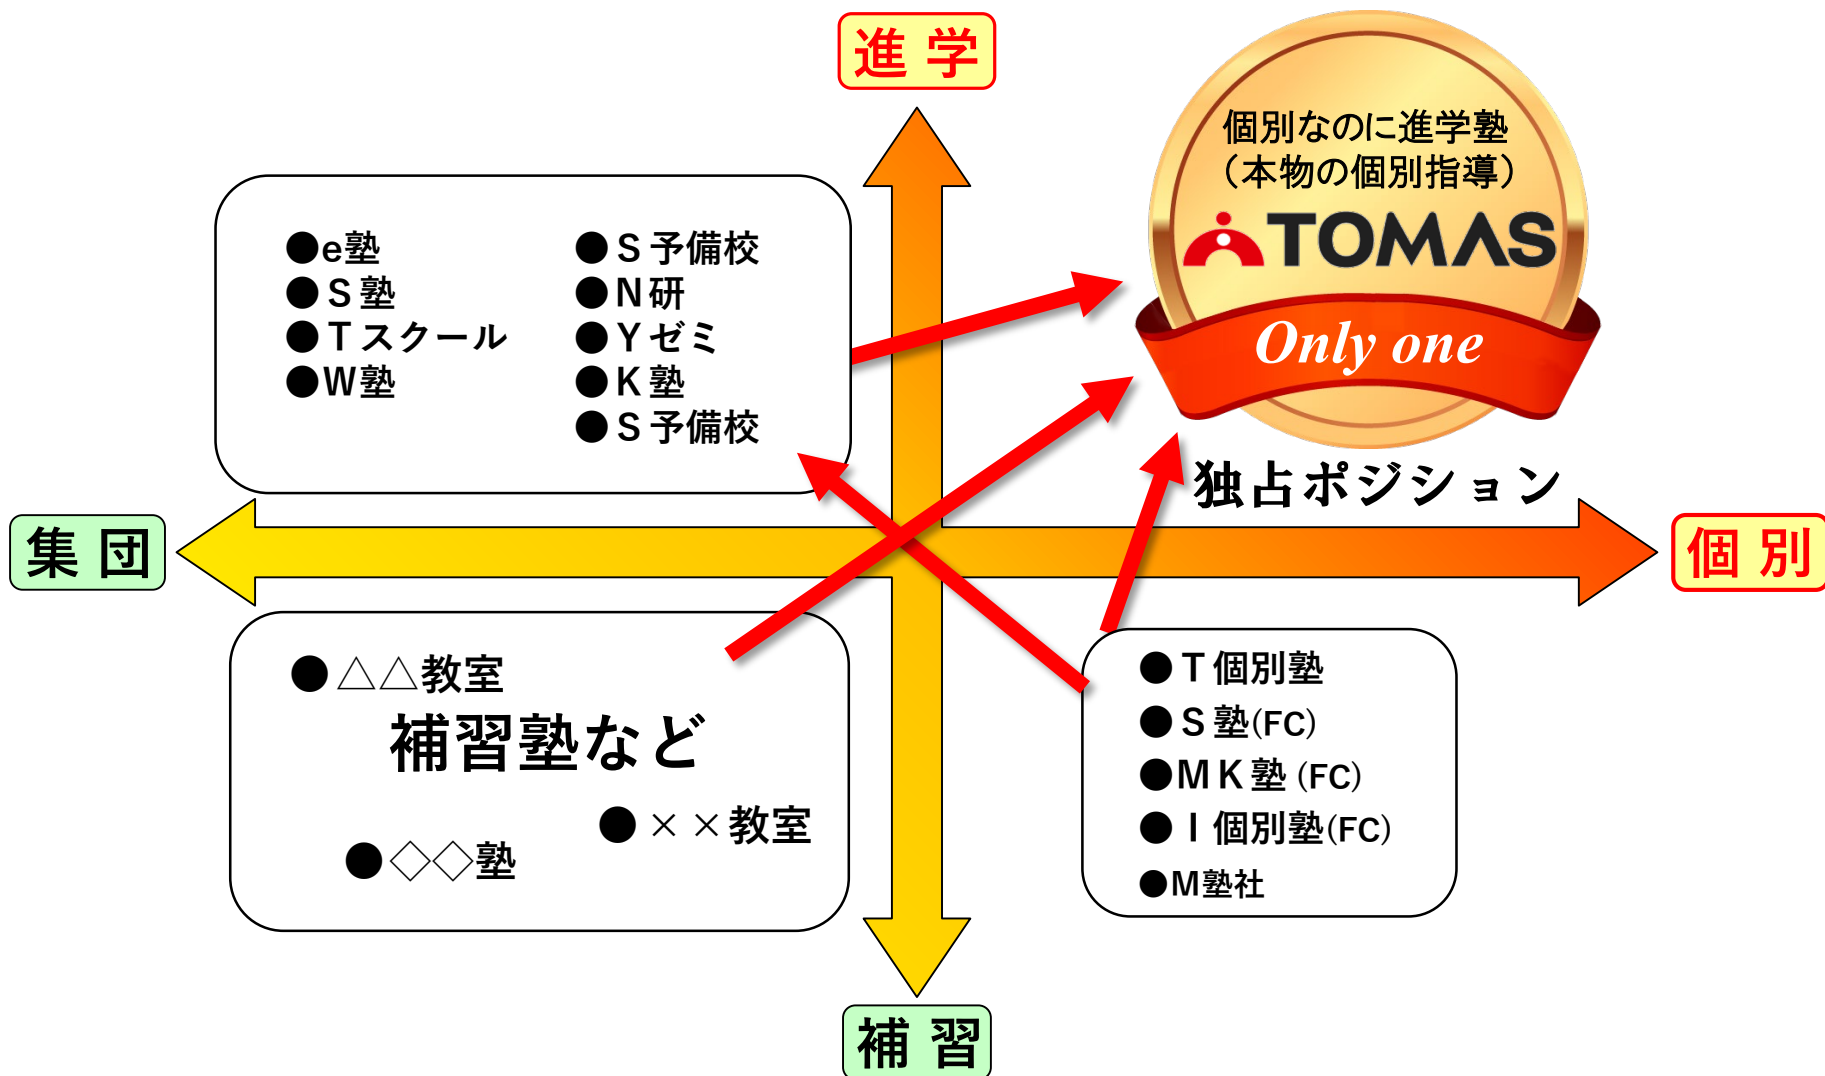 進 学
個別なのに進学塾
（本物の個別指導）
TOMAS
Only one
独占ポジション
●e塾
●Ｓ塾
●Ｔスクール
●W塾
●Ｓ予備校
●Ｎ研
●Ｙゼミ
●Ｋ塾
●Ｓ予備校
集 団
個 別
●△△教室
補習塾など
●××教室
●◇◇塾
●Ｔ個別塾
●Ｓ塾(FC)
●ＭＫ塾 (FC)
●Ｉ個別塾(FC)
●M塾社
補 習